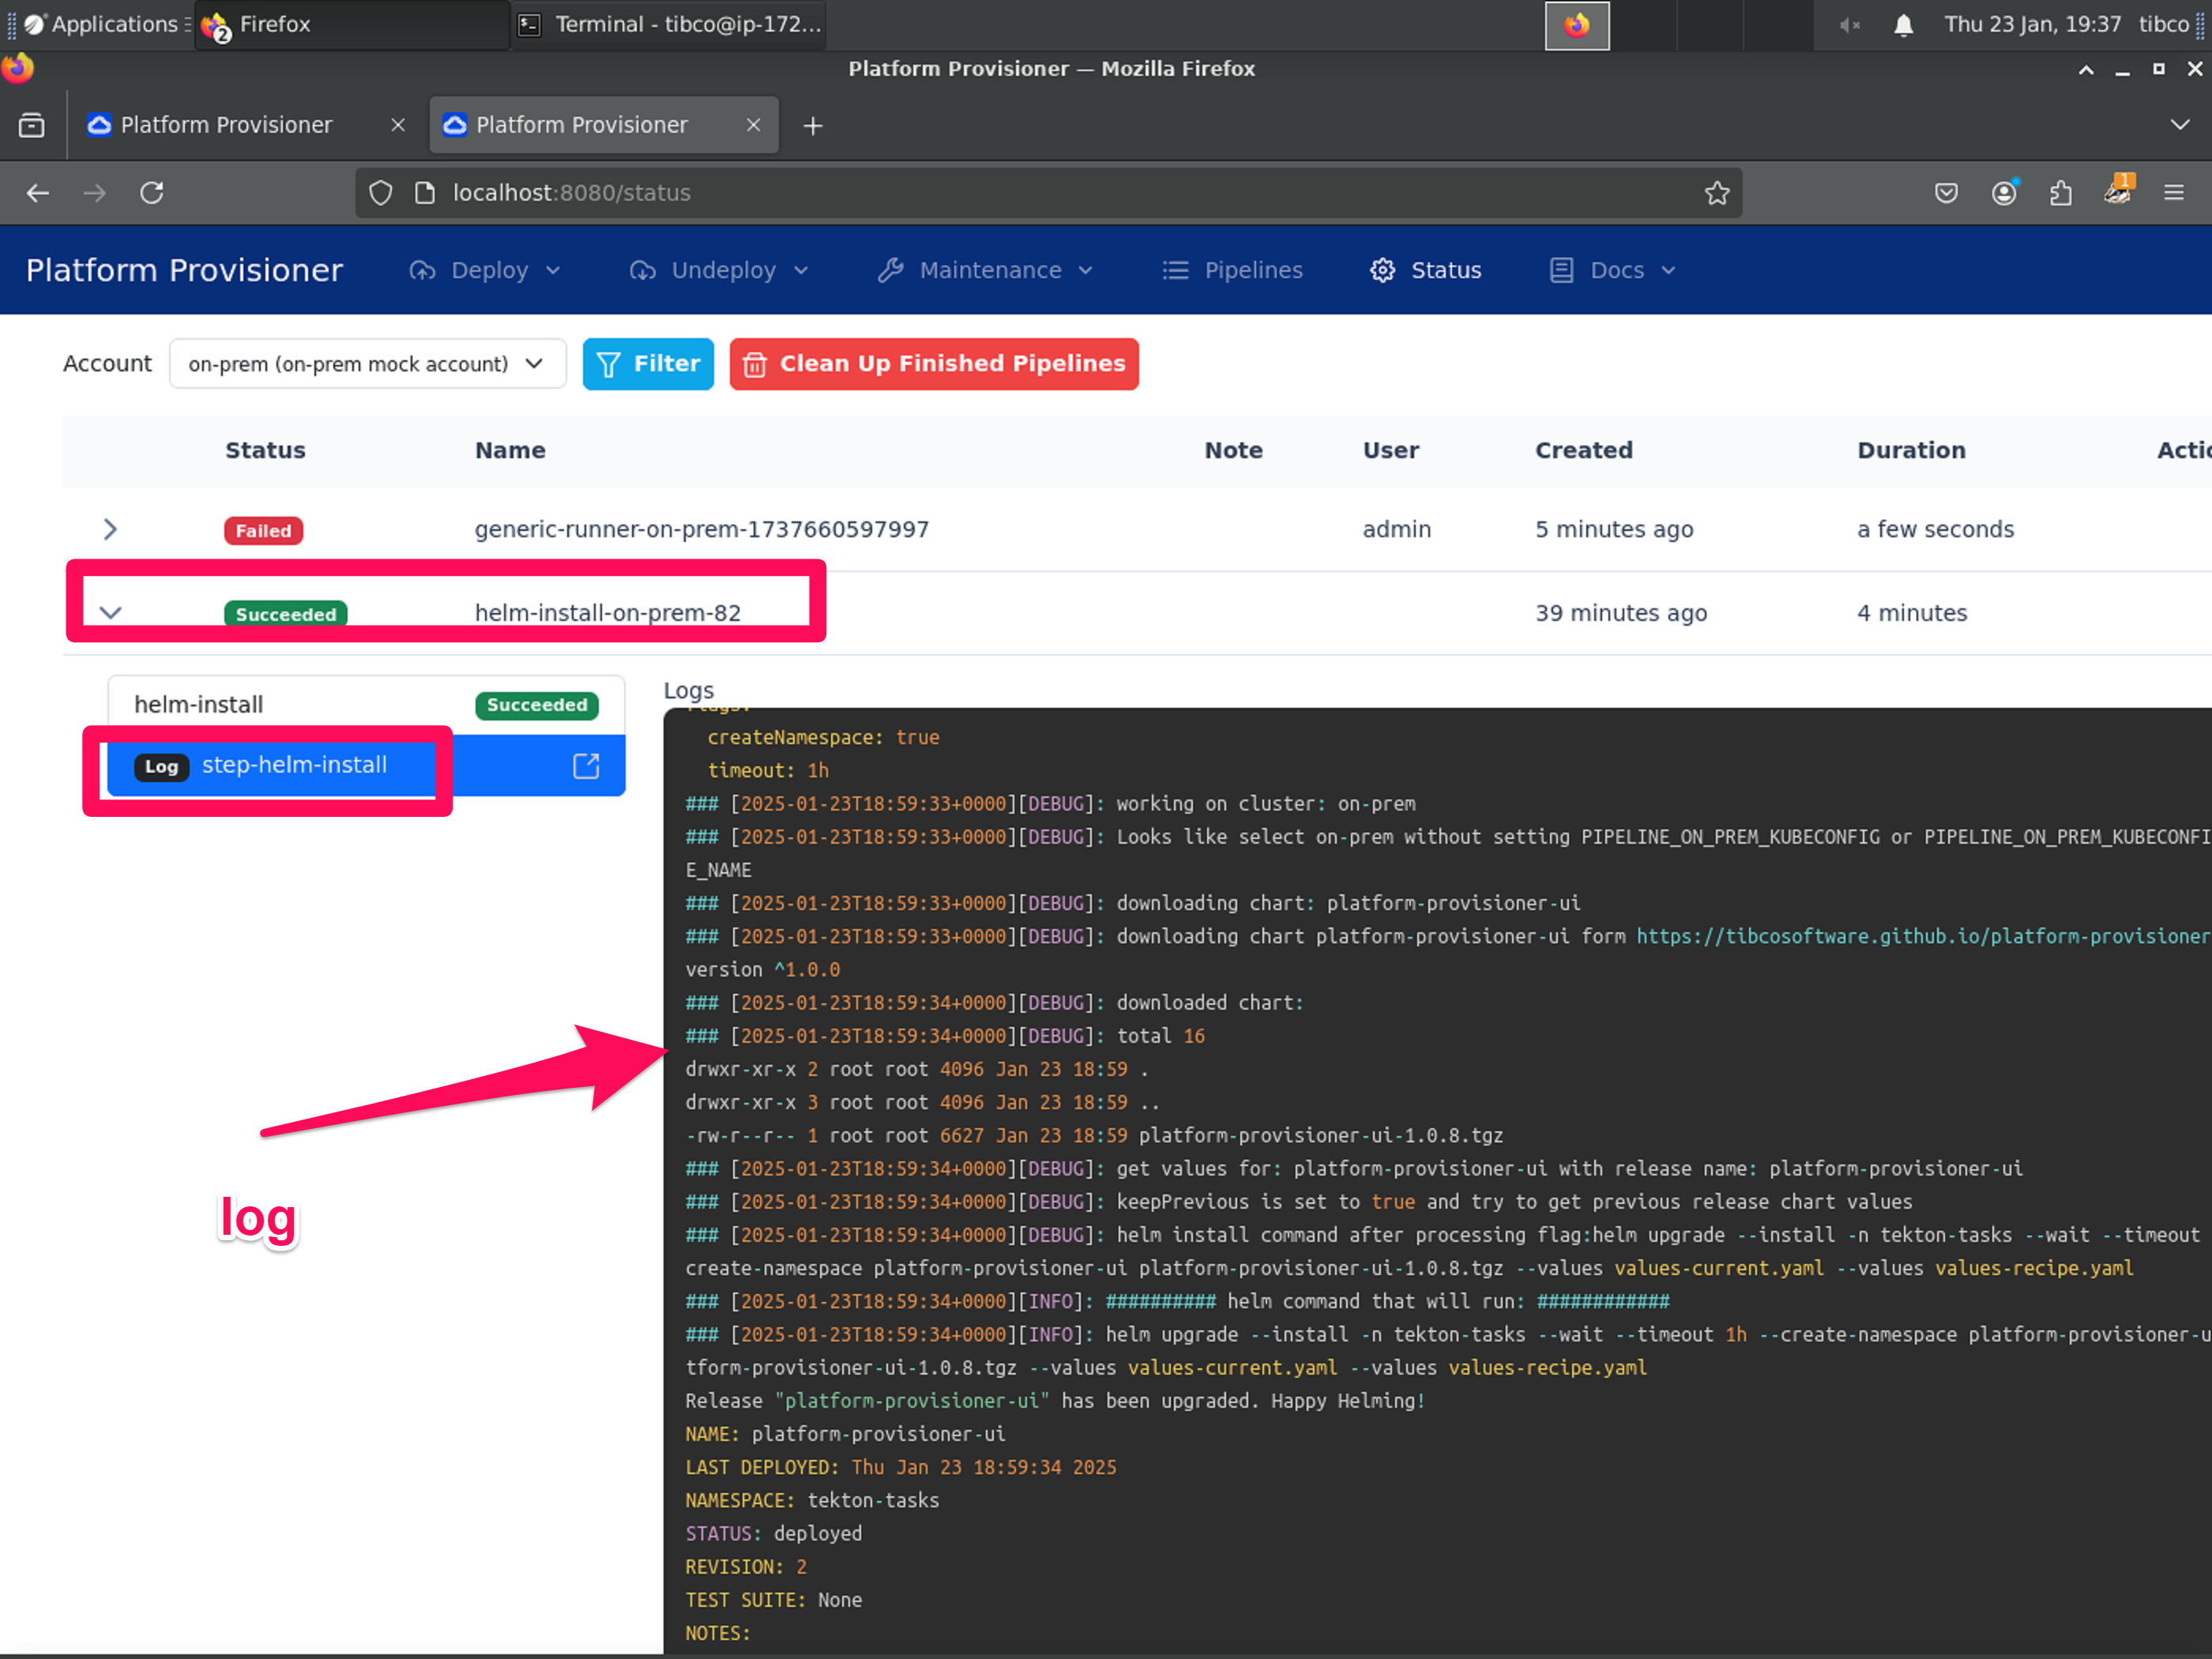 Applications
2
Firefox
Terminal - tibco@ip-172...
Thu 23 Jan, 19:37
tibco
Platform Provisioner — Mozilla Firefox
Platform Provisioner
Platform Provisioner
localhost:8080/status
1
Platform Provisioner
Deploy
Undeploy
Maintenance
Pipelines
Status
Docs
Account
on-prem (on-prem mock account)
Filter
Clean Up Finished Pipelines
Status Name Note User Created Duration Actic
Failed generic-runner-on-prem-1737660597997 admin 5 minutes ago a few seconds
Succeeded helm-install-on-prem-82 39 minutes ago 4 minutes
helm-install Succeeded
Log step-helm-install
Logs
flags:
createNamespace: true
timeout: 1h
### [2025-01-23T18:59:33+0000][DEBUG]: working on cluster: on-prem
### [2025-01-23T18:59:33+0000][DEBUG]: Looks like select on-prem without setting PIPELINE_ON_PREM_KUBECONFIG or PIPELINE_ON_PREM_KUBECONFI
E_NAME
### [2025-01-23T18:59:33+0000][DEBUG]: downloading chart: platform-provisioner-ui
### [2025-01-23T18:59:33+0000][DEBUG]: downloading chart platform-provisioner-ui form https://tibcosoftware.github.io/platform-provisioner
version ^1.0.0
### [2025-01-23T18:59:34+0000][DEBUG]: downloaded chart:
### [2025-01-23T18:59:34+0000][DEBUG]: total 16
drwxr-xr-x 2 root root 4096 Jan 23 18:59 .
drwxr-xr-x 3 root root 4096 Jan 23 18:59 ..
-rw-r--r-- 1 root root 6627 Jan 23 18:59 platform-provisioner-ui-1.0.8.tgz
### [2025-01-23T18:59:34+0000][DEBUG]: get values for: platform-provisioner-ui with release name: platform-provisioner-ui
### [2025-01-23T18:59:34+0000][DEBUG]: keepPrevious is set to true and try to get previous release chart values
### [2025-01-23T18:59:34+0000][DEBUG]: helm install command after processing flag:helm upgrade --install -n tekton-tasks --wait --timeout
create-namespace platform-provisioner-ui platform-provisioner-ui-1.0.8.tgz --values values-current.yaml --values values-recipe.yaml
### [2025-01-23T18:59:34+0000][INFO]: ########## helm command that will run: ############
### [2025-01-23T18:59:34+0000][INFO]: helm upgrade --install -n tekton-tasks --wait --timeout 1h --create-namespace platform-provisioner-u
tform-provisioner-ui-1.0.8.tgz --values values-current.yaml --values values-recipe.yaml
Release "platform-provisioner-ui" has been upgraded. Happy Helming!
NAME: platform-provisioner-ui
LAST DEPLOYED: Thu Jan 23 18:59:34 2025
NAMESPACE: tekton-tasks
STATUS: deployed
REVISION: 2
TEST SUITE: None
NOTES:
log